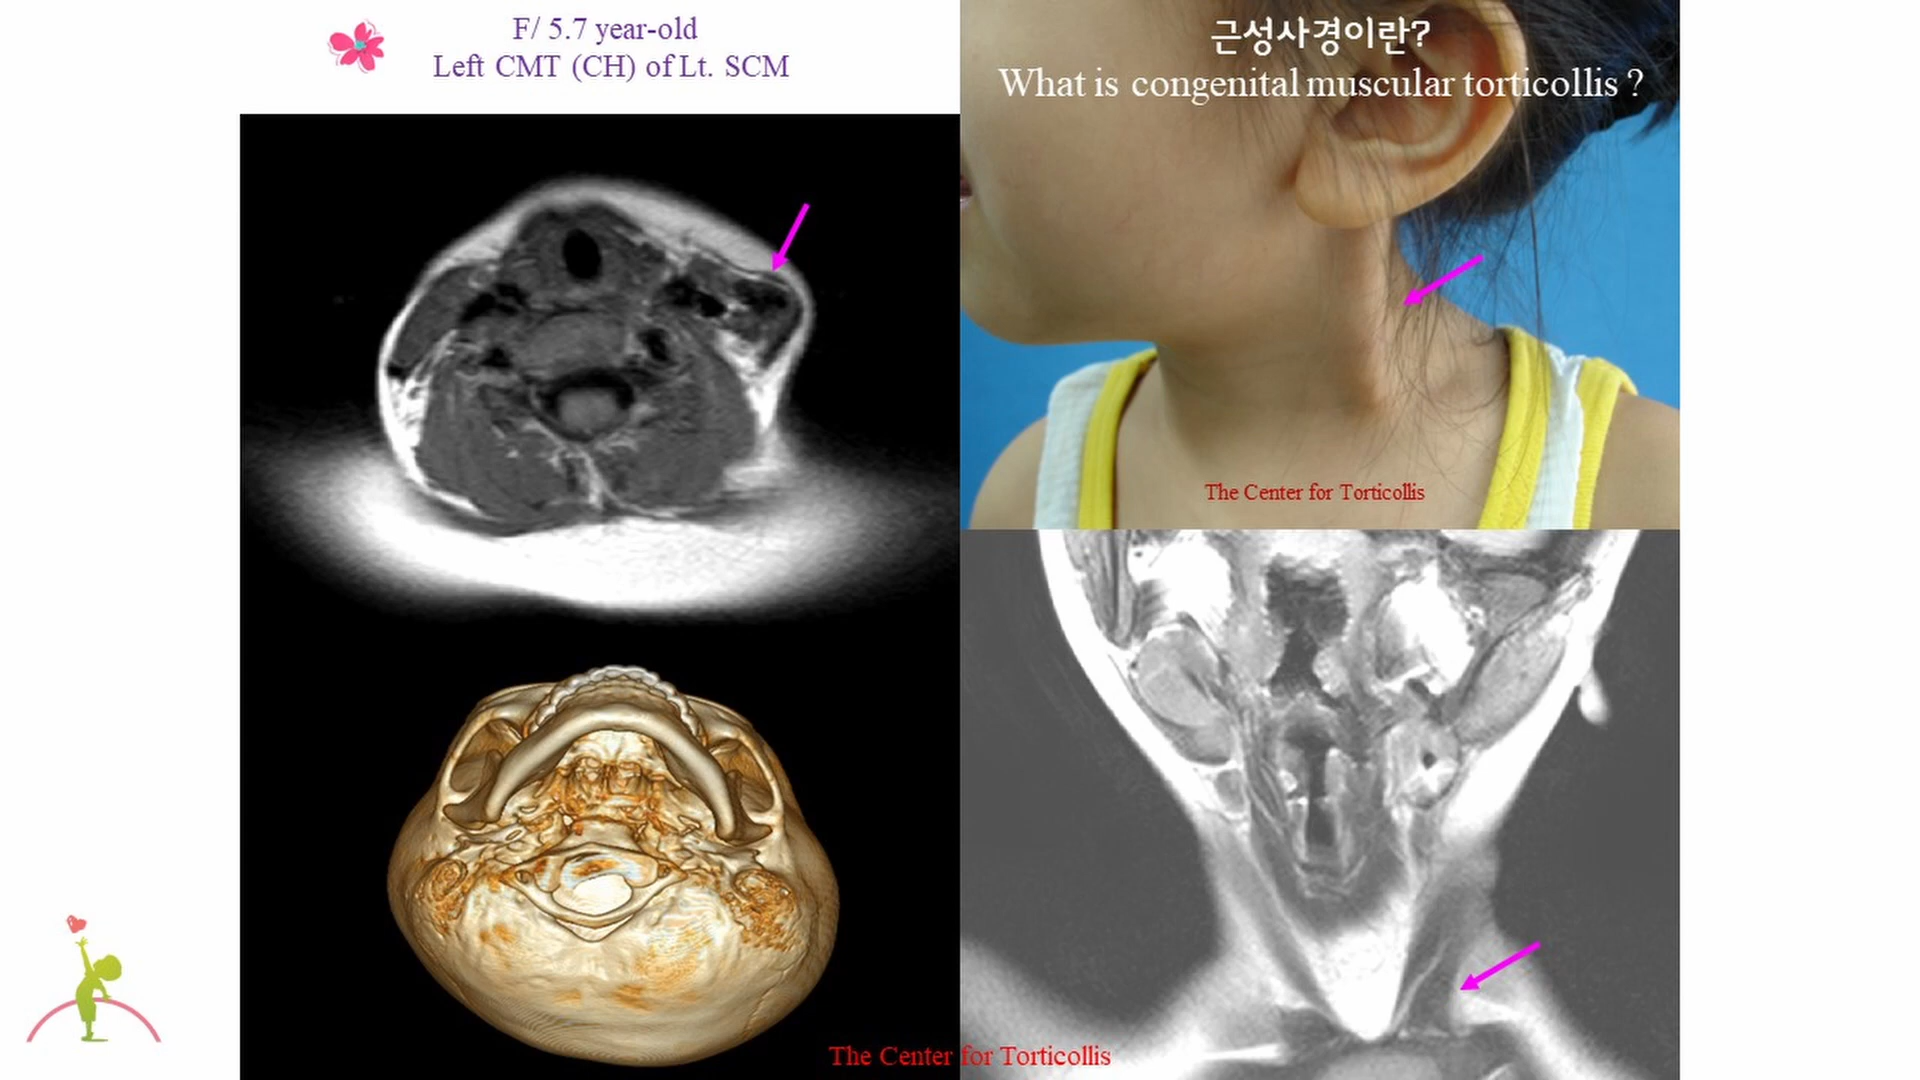 F/ 5.7 year-old
Left CMT (CH) of Lt. SCM
근성사경이란?
What is congenital muscular torticollis ?
The Center for Torticollis
The Center for Torticollis